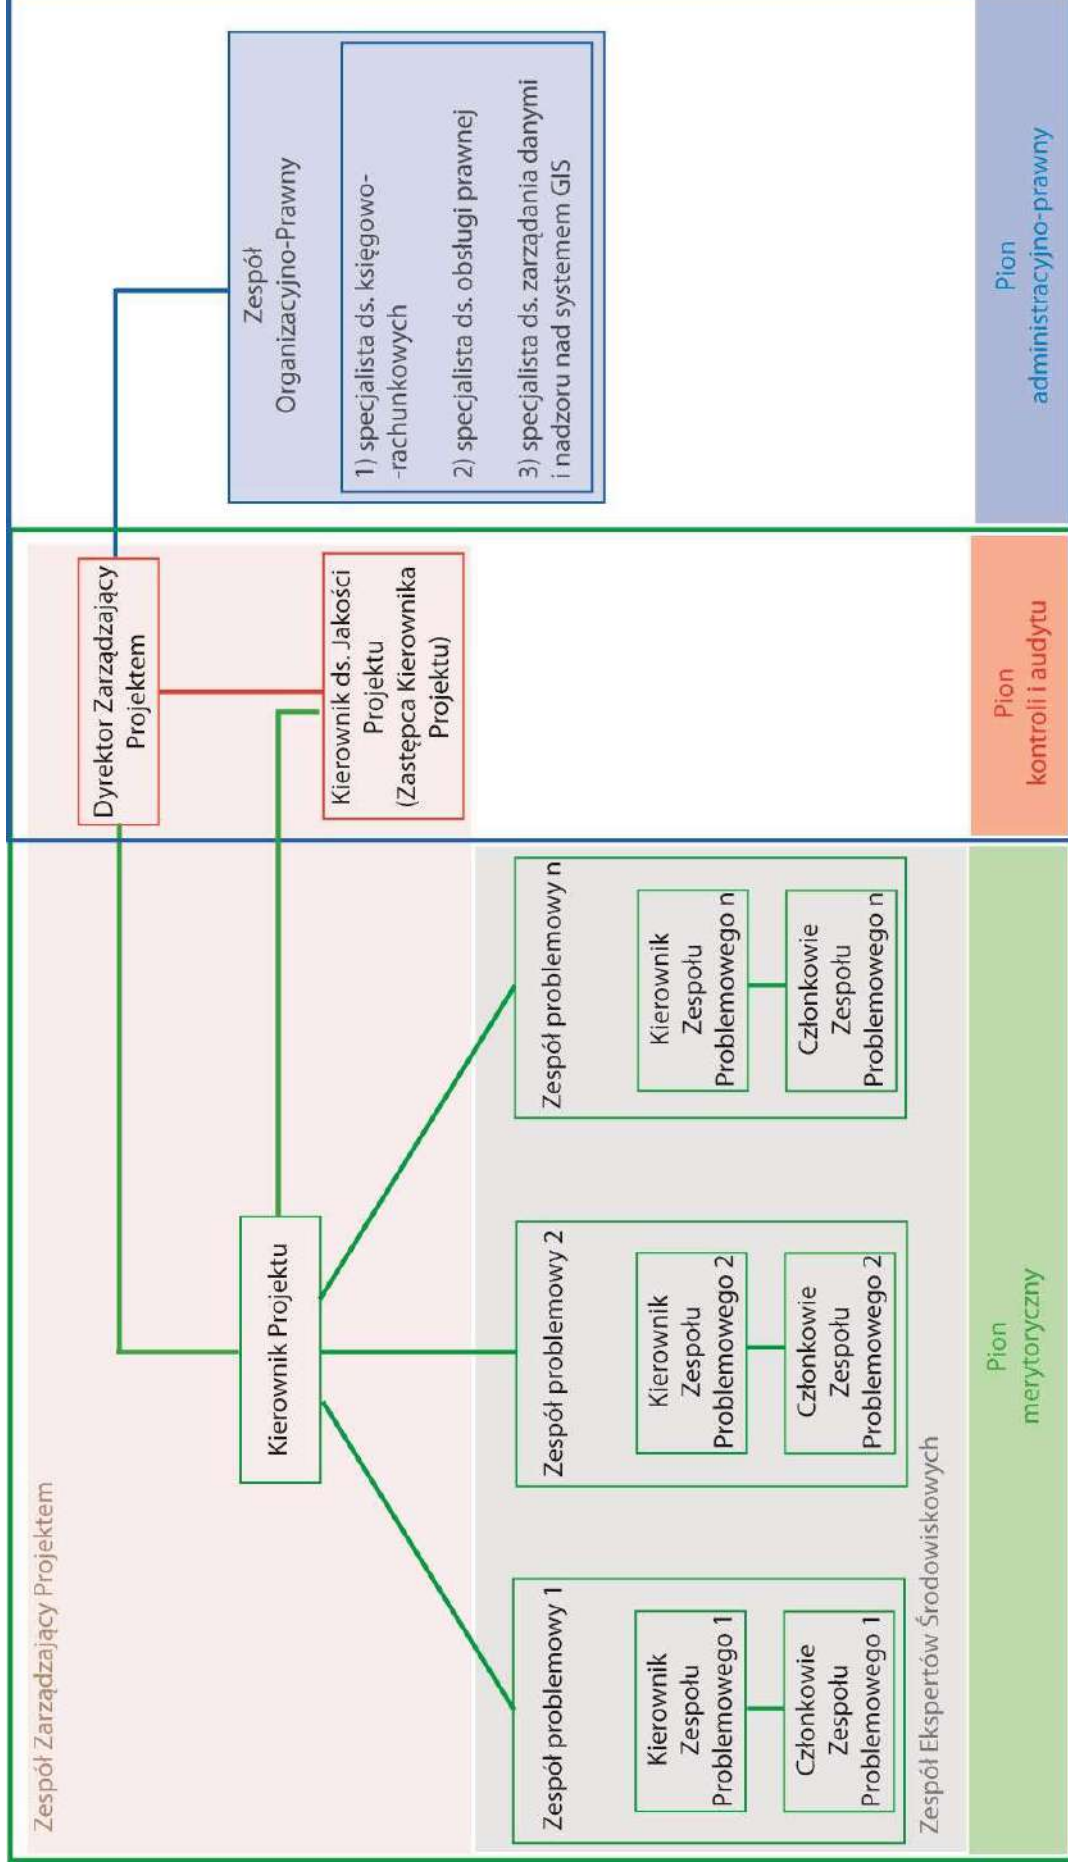 Zespół Zarządzający Projektem
Dyrektor Zarządzający
Projektem
Zespół
Organizacyjno-Prawny
1) specjalista ds. księgowo-
-rachunkowych
2) specjalista ds. obsługi prawnej
3) specjalista ds. zarządania danymi
i nadzoru nad systemem GIS
Kierownik Projektu
Kierownik ds. Jakości
Projektu
(Zastępca Kierownika
Projektu)
Zespół problemowy 1
Kierownik
Zespołu
Problemowego 1
Członkowie
Zespołu
Problemowego 1
Zespół problemowy 2
Kierownik
Zespołu
Problemowego 2
Członkowie
Zespołu
Problemowego 2
Zespół problemowy n
Kierownik
Zespołu
Problemowego n
Członkowie
Zespołu
Problemowego n
Zespół Ekspertów Środowiskowych
Pion
merytoryczny
Pion
kontroli i audytu
Pion
administracyjno-prawny